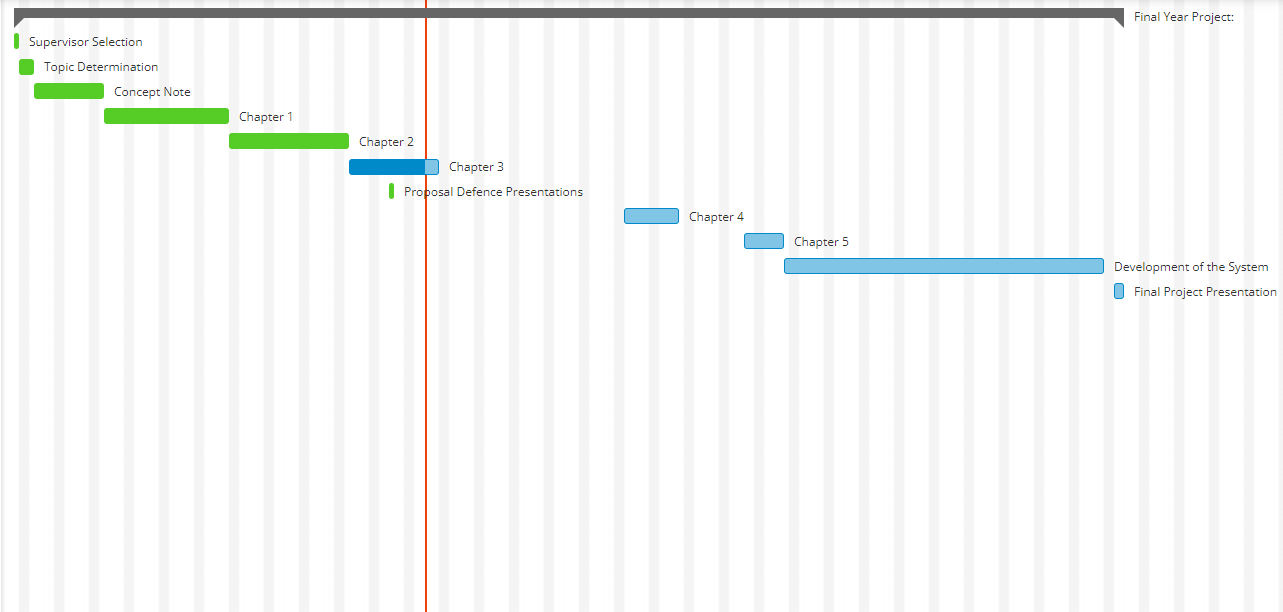 Final Year Project:
Supervisor Selection
Topic Determination
Concept Note
Chapter 1
Chapter 2
Chapter 3
Proposal Defence Presentations
Chapter 4
Chapter 5
Development of the System
Final Project Presentation